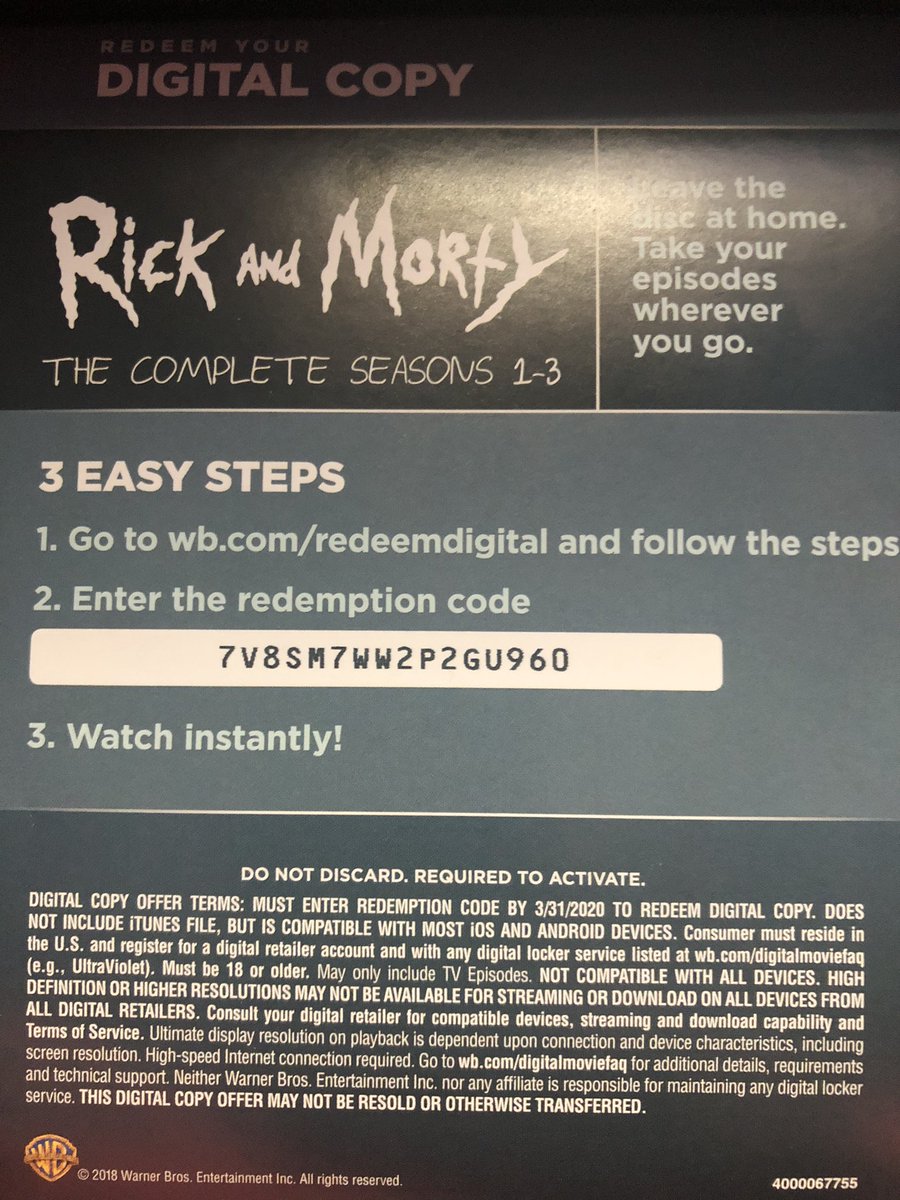 REDEEM YOUR
DIGITAL COPY
RICK AND MORTY
THE COMPLETE SEASONS 1-3
Leave the
disc at home.
Take your
episodes
wherever
you go.
3 EASY STEPS
1. Go to wb.com/redeemdigital and follow the steps
2. Enter the redemption code
7V8SM7WW2P2GU960
3. Watch instantly!
DO NOT DISCARD. REQUIRED TO ACTIVATE.
DIGITAL COPY OFFER TERMS: MUST ENTER REDEMPTION CODE BY 3/31/2020 TO REDEEM DIGITAL COPY. DOES
NOT INCLUDE iTUNES FILE, BUT IS COMPATIBLE WITH MOST iOS AND ANDROID DEVICES. Consumer must reside in
the U.S. and register for a digital retailer account and with any digital locker service listed at wb.com/digitalmoviefaq
(e.g., UltraViolet). Must be 18 or older. May only include TV Episodes. NOT COMPATIBLE WITH ALL DEVICES. HIGH
DEFINITION OR HIGHER RESOLUTIONS MAY NOT BE AVAILABLE FOR STREAMING OR DOWNLOAD ON ALL DEVICES FROM
ALL DIGITAL RETAILERS. Consult your digital retailer for compatible devices, streaming and download capability and
Terms of Service. Ultimate display resolution on playback is dependent upon connection and device characteristics, including
screen resolution. High-speed Internet connection required. Go to wb.com/digitalmoviefaq for additional details, requirements
and technical support. Neither Warner Bros. Entertainment Inc. nor any affiliate is responsible for maintaining any digital locker
service. THIS DIGITAL COPY OFFER MAY NOT BE RESOLD OR OTHERWISE TRANSFERRED.
WB
© 2018 Warner Bros. Entertainment Inc. All rights reserved.
4000067755